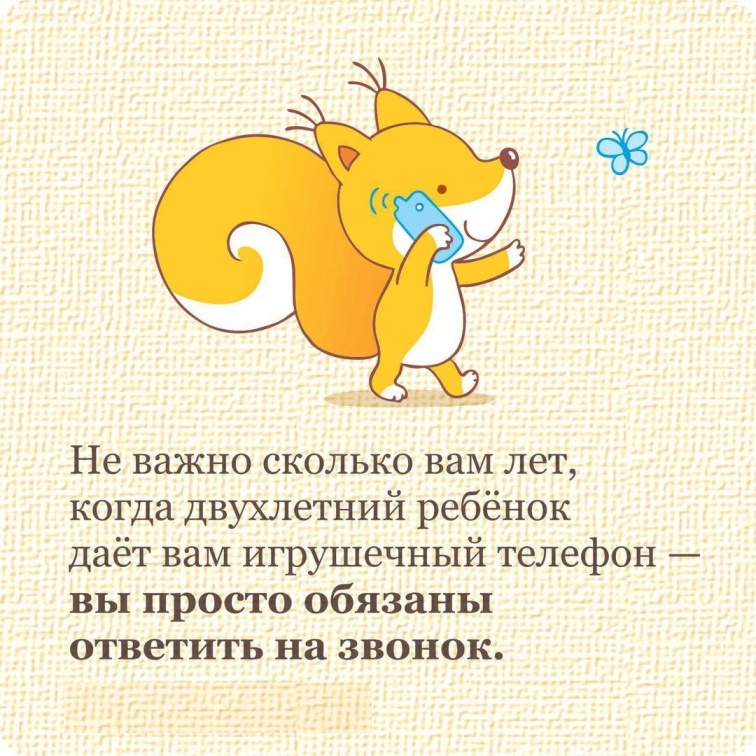 Не важно сколько вам лет,
когда двухлетний ребёнок
даёт вам игрушечный телефон —
вы просто обязаны
ответить на звонок.